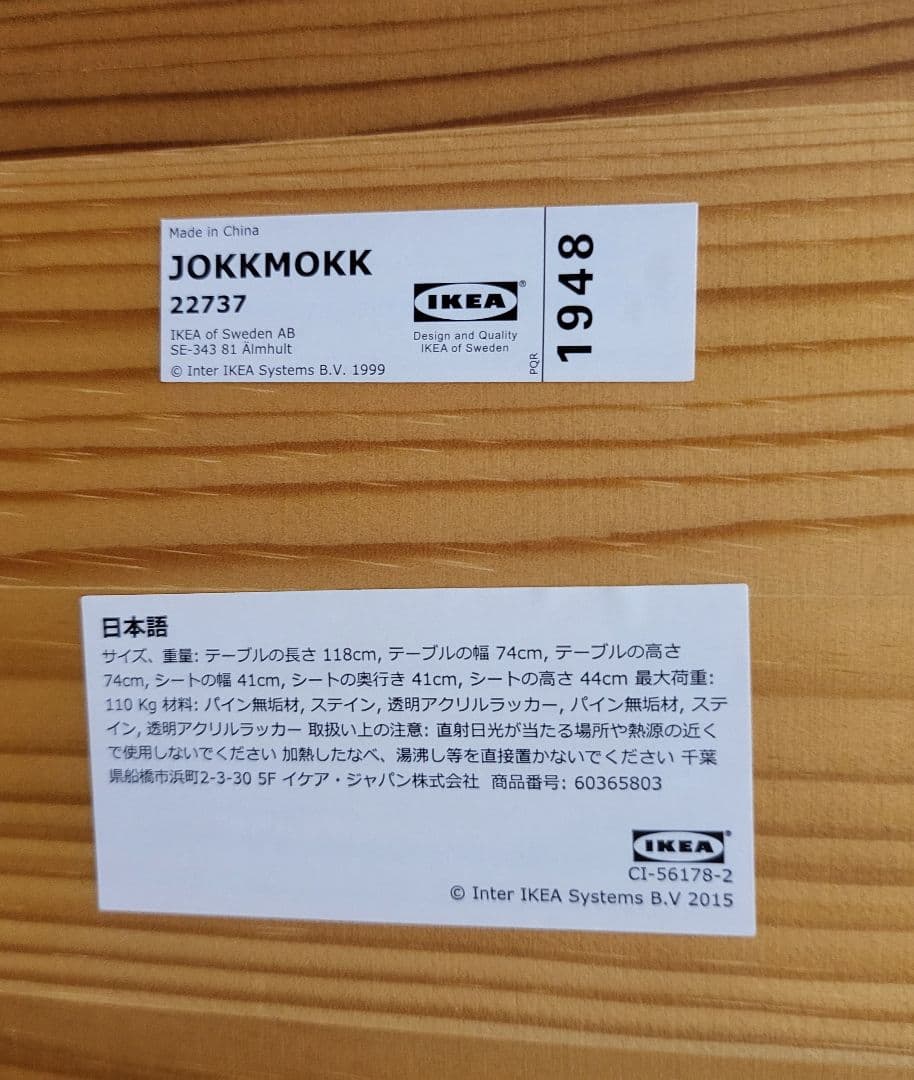 Made in China
JOKKMOKK
22737
IKEA of Sweden AB
SE-343 81 Älmhult
© Inter IKEA Systems B.V. 1999
IKEA®
Design and Quality
IKEA of Sweden
PQR
1948
日本語
サイズ、重量: テーブルの長さ 118cm, テーブルの幅 74cm, テーブルの高さ
74cm, シートの幅 41cm, シートの奥行き 41cm, シートの高さ 44cm 最大荷重:
110 Kg 材料: パイン無垢材, ステイン, 透明アクリルラッカー, パイン無垢材, ステ
イン, 透明アクリルラッカー 取扱い上の注意: 直射日光が当たる場所や熱源の近く
で使用しないでください 加熱したなべ、湯沸し等を直接置かないでください 千葉
県船橋市浜町2-3-30 5F イケア・ジャパン株式会社 商品番号: 60365803
IKEA®
CI-56178-2
© Inter IKEA Systems B.V 2015